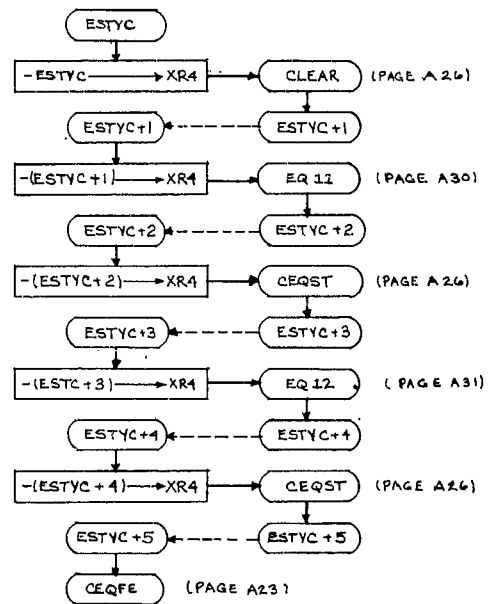 ESTYC
-ESTYC → XR4 CLEAR (PAGE A26)
ESTYC+1 ESTYC+1
-(ESTYC+1) → XR4 EQ 11 (PAGE A30)
ESTYC+2 ESTYC+2
-(ESTYC+2) → XR4 CEQST (PAGE A26)
ESTYC+3 ESTYC+3
-(ESTC+3) → XR4 EQ 12 (PAGE A31)
ESTYC+4 ESTYC+4
-(ESTYC+4) → XR4 CEQST (PAGE A26)
ESTYC+5 ESTYC+5
CEQFE (PAGE A23)